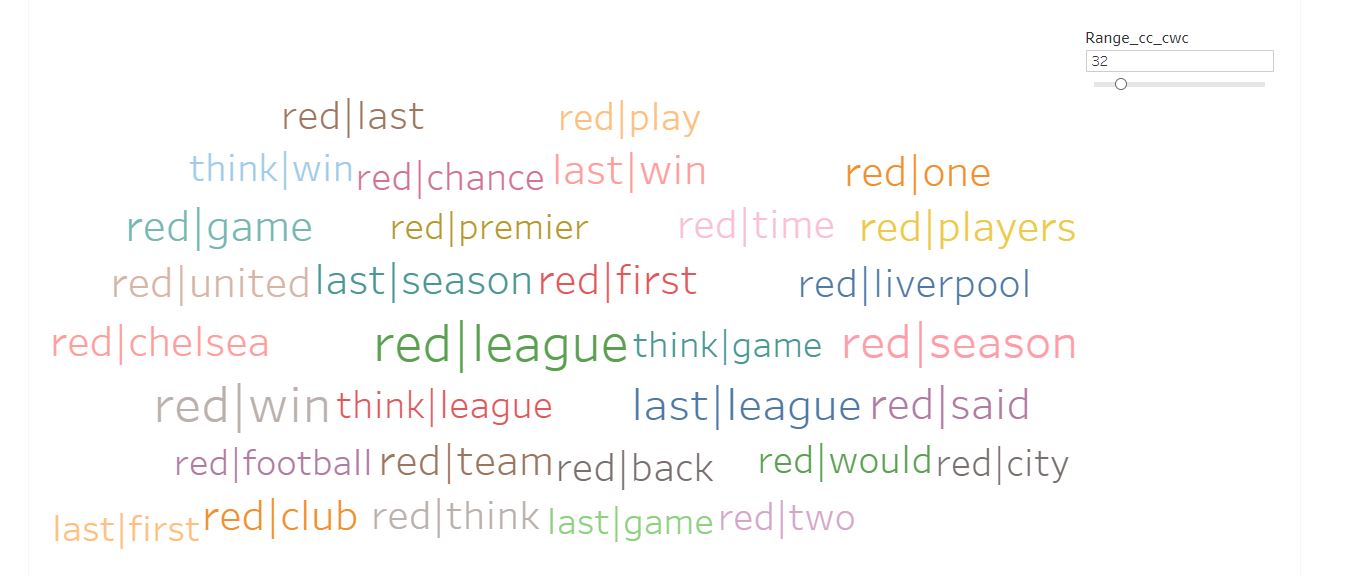 Range_cc_cwc
32
red|last red|play
think|win red|chance last|win red|one
red|game red|premier red|time red|players
red|united last|season red|first red|liverpool
red|chelsea red|league think|game red|season
red|win think|league last|league red|said
red|football red|team red|back red|would red|city
last|first red|club red|think last|game red|two